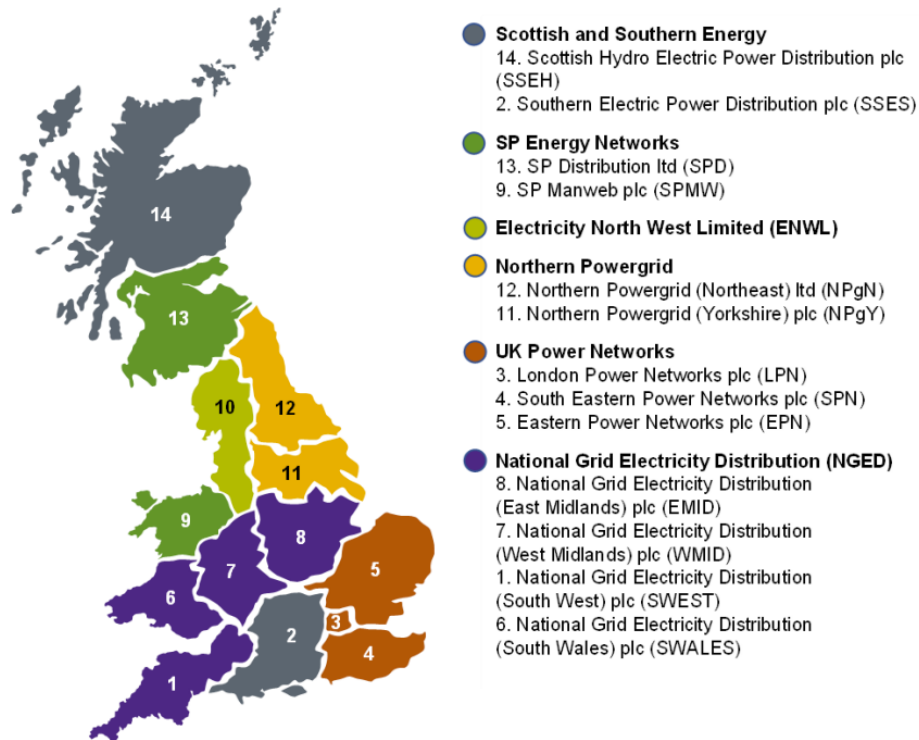 Scottish and Southern Energy
14. Scottish Hydro Electric Power Distribution plc
(SSEH)
2. Southern Electric Power Distribution plc (SSES)
SP Energy Networks
13. SP Distribution ltd (SPD)
9. SP Manweb plc (SPMW)
Electricity North West Limited (ENWL)
Northern Powergrid
12. Northern Powergrid (Northeast) ltd (NPgN)
11. Northern Powergrid (Yorkshire) plc (NPgY)
UK Power Networks
3. London Power Networks plc (LPN)
4. South Eastern Power Networks plc (SPN)
5. Eastern Power Networks plc (EPN)
National Grid Electricity Distribution (NGED)
8. National Grid Electricity Distribution
(East Midlands) plc (EMID)
7. National Grid Electricity Distribution
(West Midlands) plc (WMID)
1. National Grid Electricity Distribution
(South West) plc (SWEST)
6. National Grid Electricity Distribution
(South Wales) plc (SWALES)
14
13
10
12
11
9
8
7
5
6
3
2
4
1